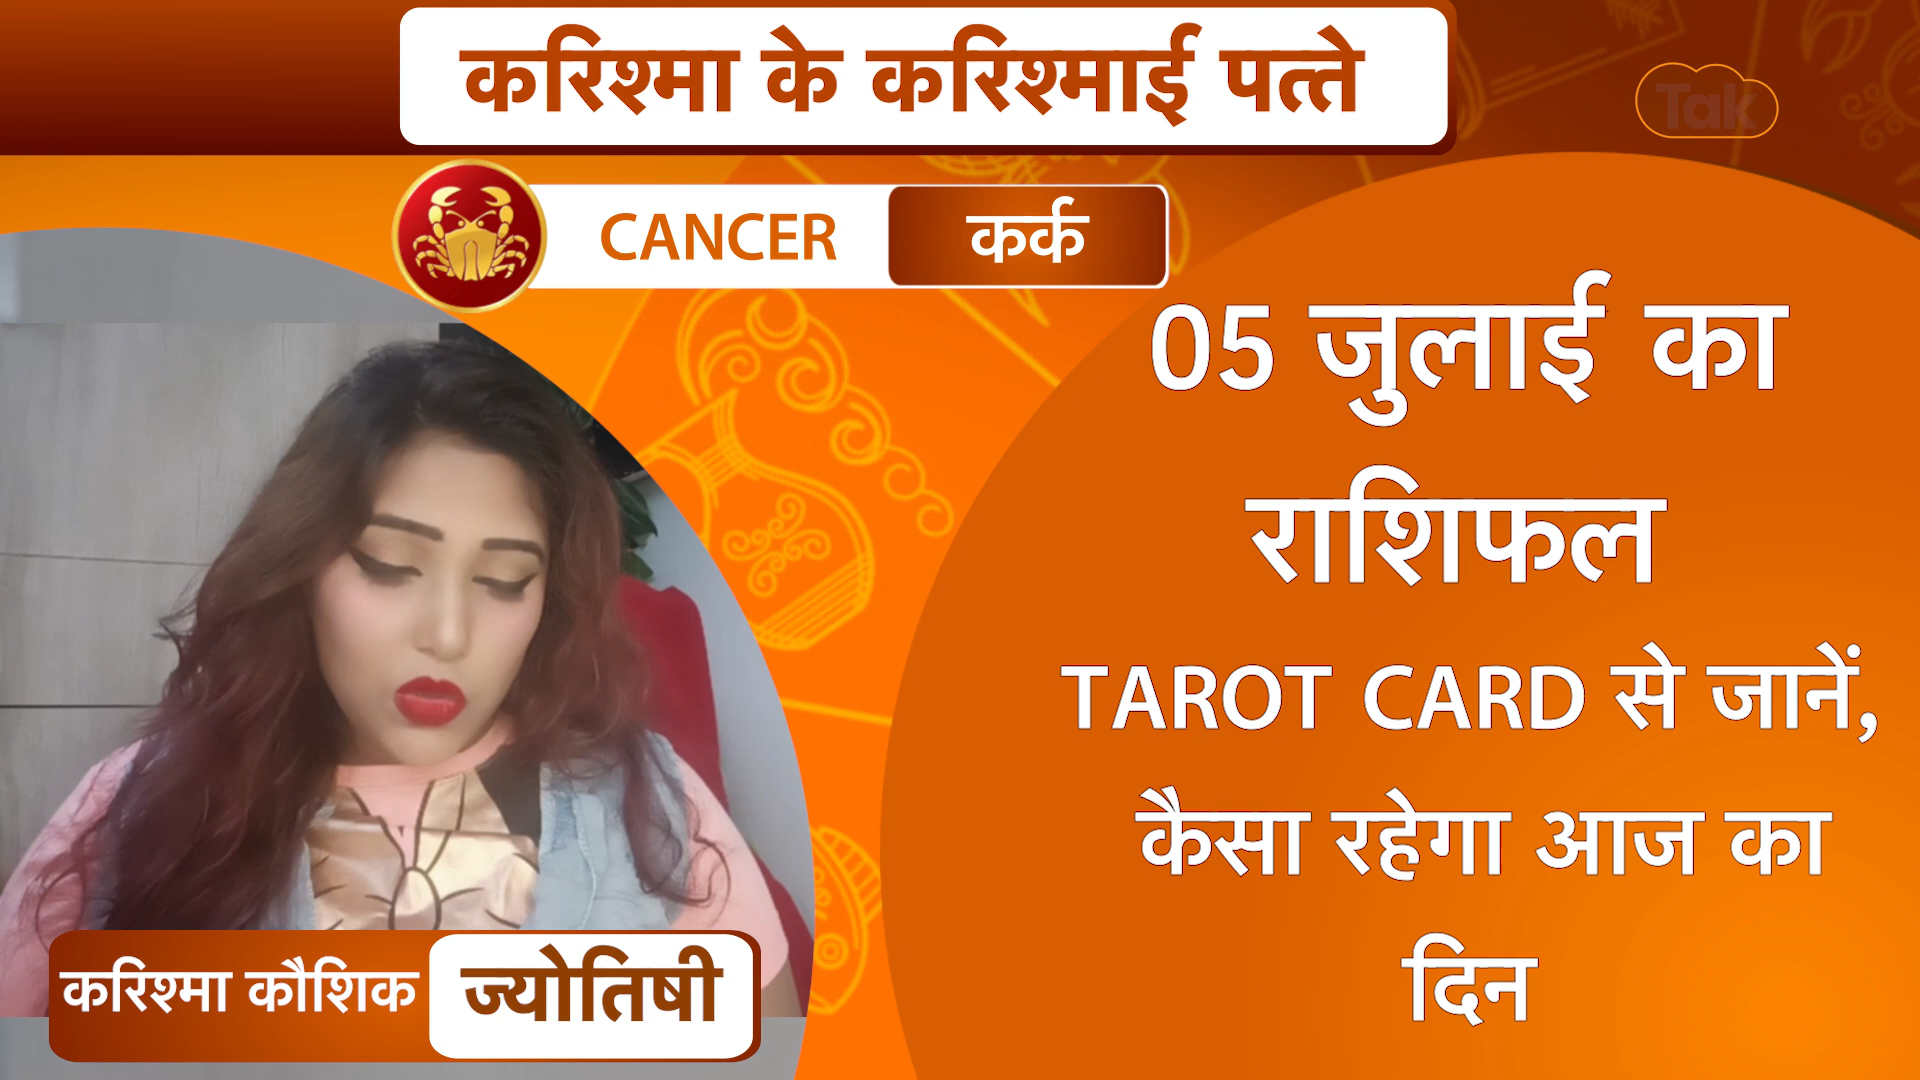 करिश्मा के करिश्माई पत्ते
Tak
CANCER कर्क
05 जुलाई का
राशिफल
TAROT CARD से जानें,
कैसा रहेगा आज का
दिन
करिश्मा कौशिक ज्योतिषी